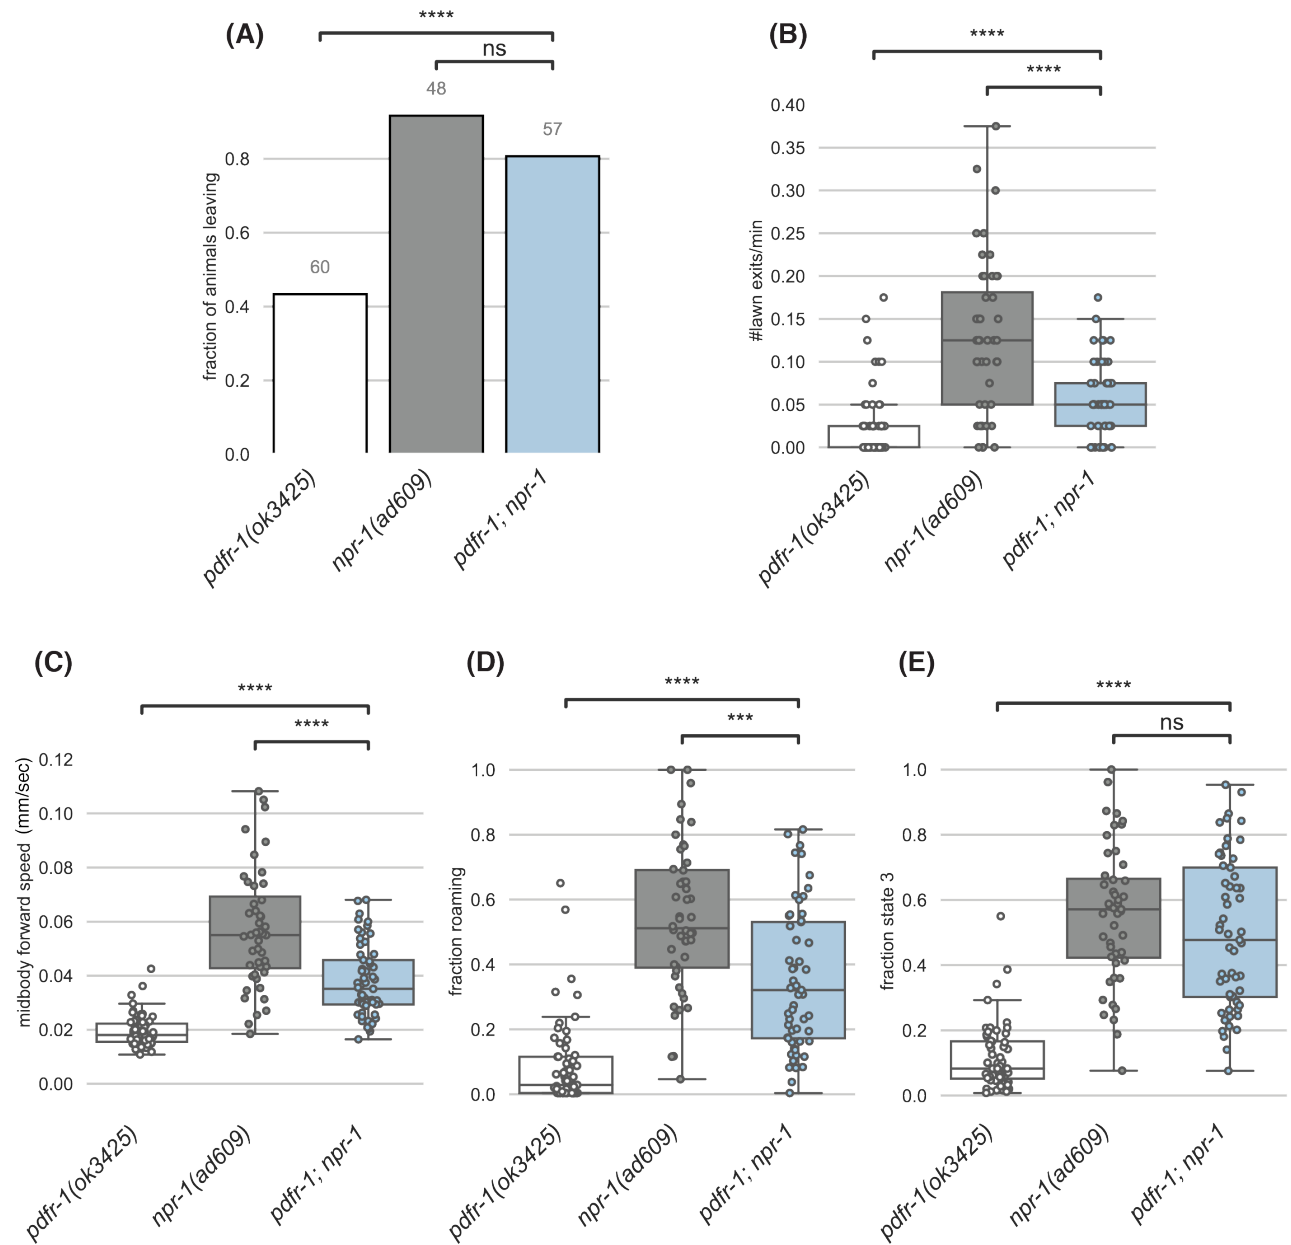 (A)
****
ns
48
57
60
0.8
0.6
0.4
0.2
0.0
fraction of animals leaving
pdfr-1(ok3425)
npr-1(ad609)
pdfr-1; npr-1
(B)
****
****
0.40
0.35
0.30
0.25
0.20
0.15
0.10
0.05
0.00
#lawn exits/min
pdfr-1(ok3425)
npr-1(ad609)
pdfr-1; npr-1
(C)
****
****
0.12
0.10
0.08
0.06
0.04
0.02
0.00
midbody forward speed (mm/sec)
pdfr-1(ok3425)
npr-1(ad609)
pdfr-1; npr-1
(D)
****
***
1.0
0.8
0.6
0.4
0.2
0.0
fraction roaming
pdfr-1(ok3425)
npr-1(ad609)
pdfr-1; npr-1
(E)
****
ns
1.0
0.8
0.6
0.4
0.2
0.0
fraction state 3
pdfr-1(ok3425)
npr-1(ad609)
pdfr-1; npr-1